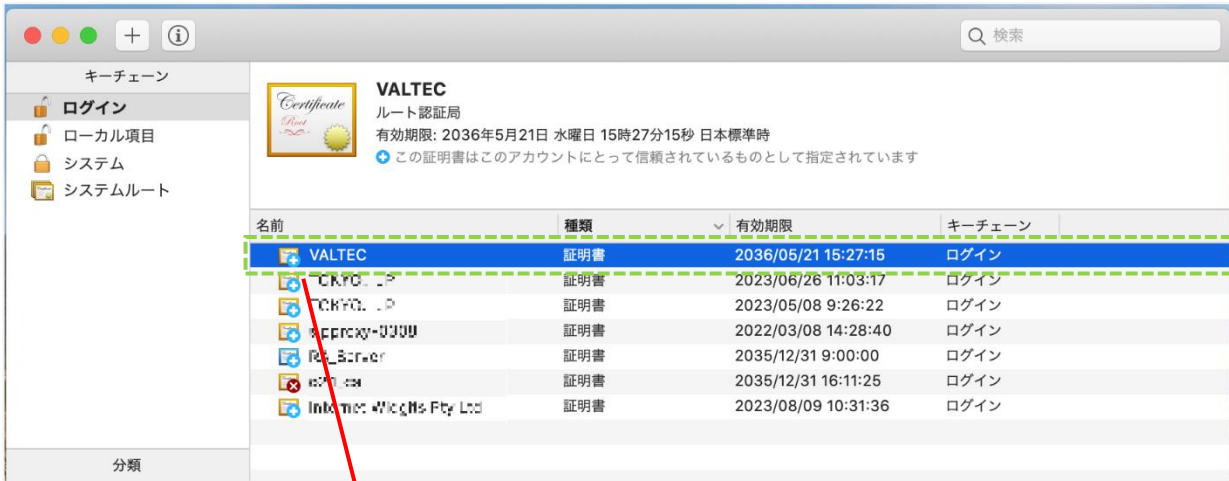 検索
キーチェーン
ログイン
ローカル項目
システム
システムルート
分類
Certificate
Root
VALTEC
ルート認証局
有効期限: 2036年5月21日 水曜日 15時27分15秒 日本標準時
この証明書はこのアカウントにとって信頼されているものとして指定されています
名前 種類 有効期限 キーチェーン
VALTEC 証明書 2036/05/21 15:27:15 ログイン
証明書 2023/06/26 11:03:17 ログイン
証明書 2023/05/08 9:26:22 ログイン
証明書 2022/03/08 14:28:40 ログイン
証明書 2035/12/31 9:00:00 ログイン
証明書 2035/12/31 16:11:25 ログイン
Pty Ltd 証明書 2023/08/09 10:31:36 ログイン